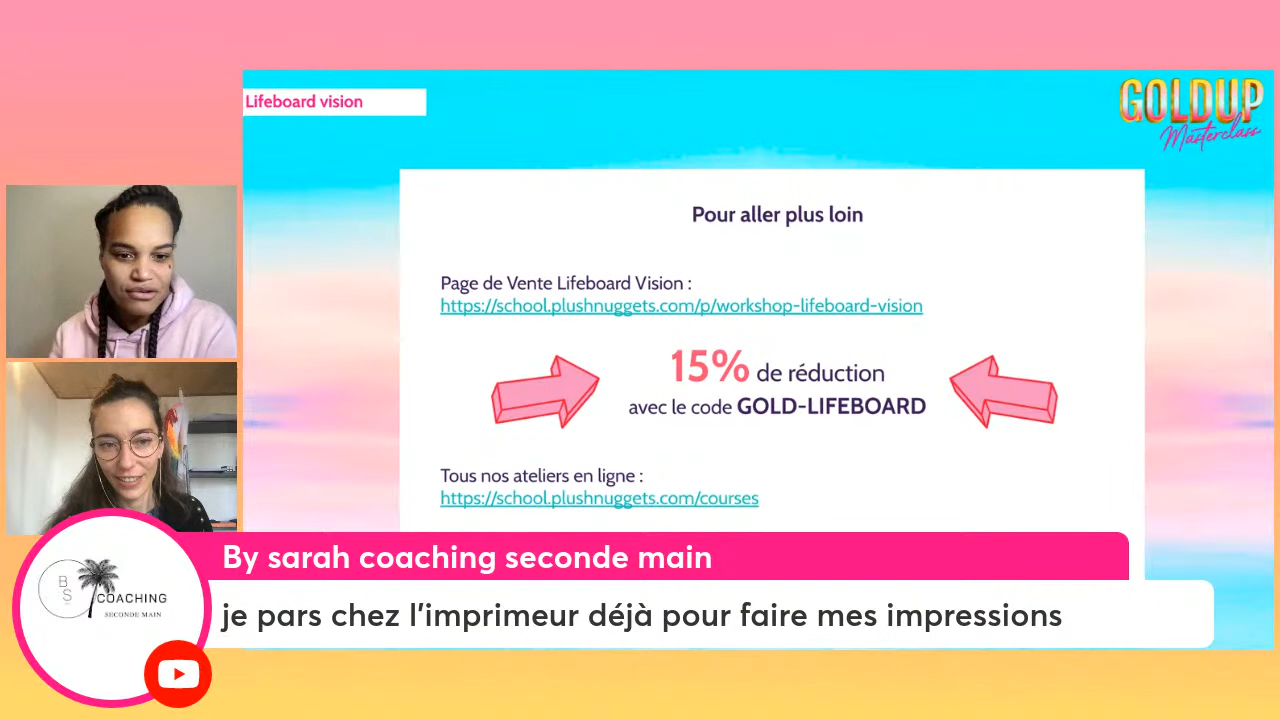 Lifeboard vision
GOLDUP
Masterclass
Pour aller plus loin
Page de Vente Lifeboard Vision :
https://school.plushnuggets.com/p/workshop-lifeboard-vision
15% de réduction
avec le code GOLD-LIFEBOARD
Tous nos ateliers en ligne :
https://school.plushnuggets.com/courses
By sarah coaching seconde main
je pars chez l'imprimeur déjà pour faire mes impressions
B
S
COACHING
SECONDE MAIN